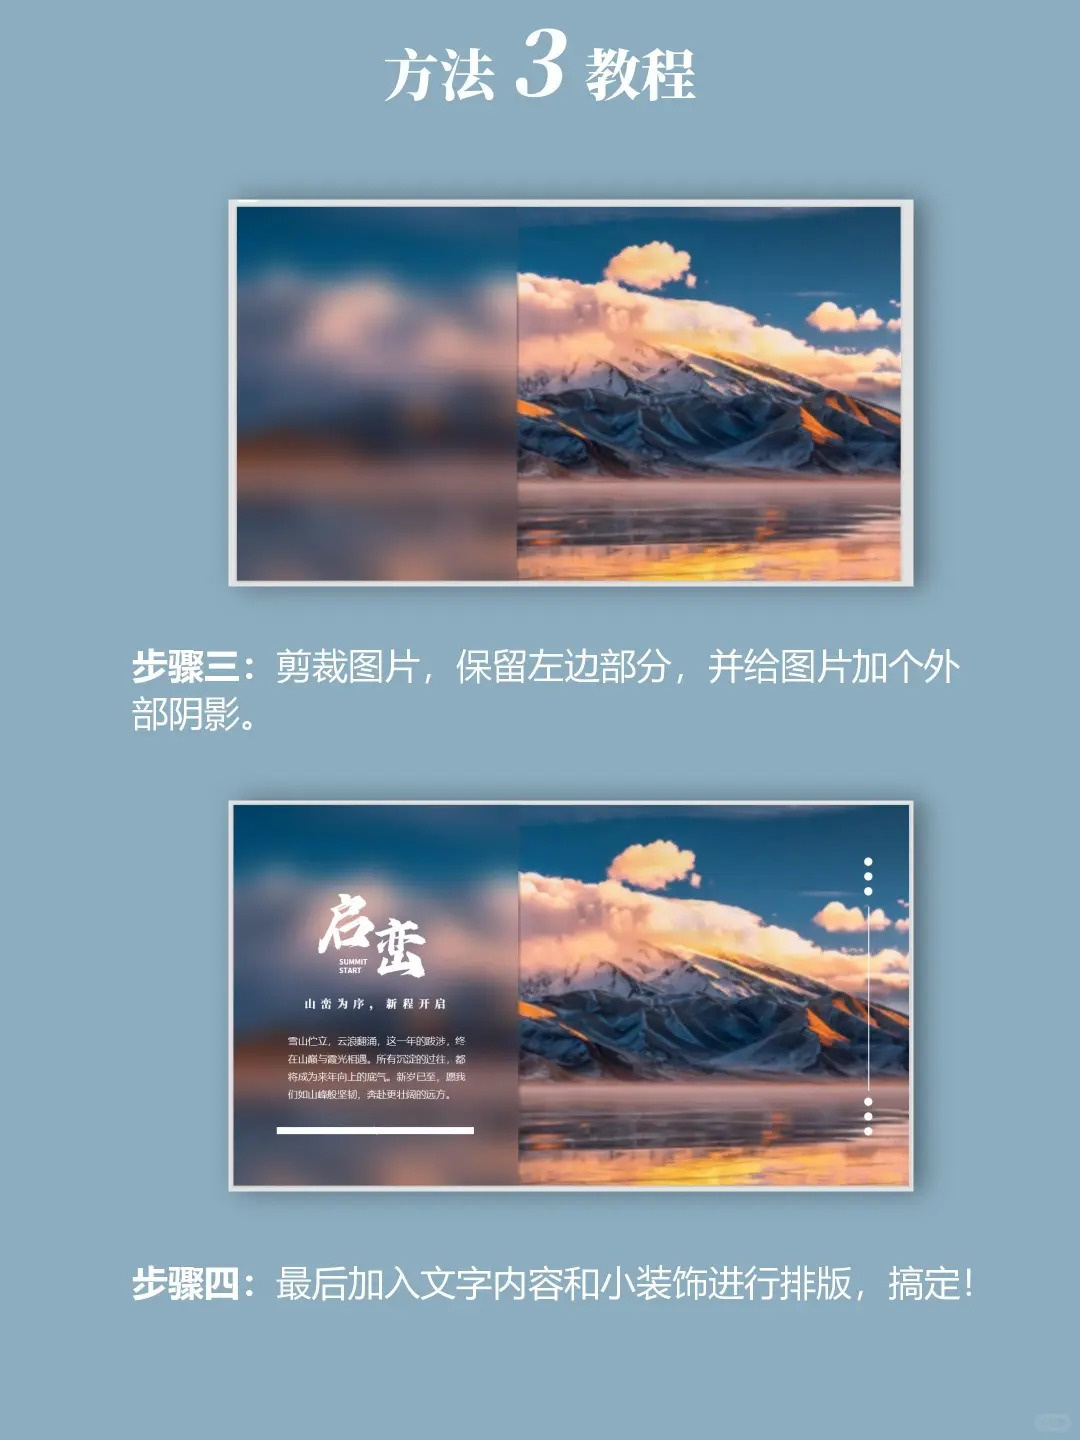 方法 3 教程
步骤三：剪裁图片，保留左边部分，并给图片加个外
部阴影。
启峦
SUMMIT
START
山峦为序，新程开启
雪山伫立，云浪翻涌，这一年的跋涉，终
在山巅与霞光相遇。所有沉淀的过往，都
将成为来年向上的底气。新岁已至，愿我
们如山峰般坚韧，奔赴更壮阔的远方。
步骤四：最后加入文字内容和小装饰进行排版，搞定！